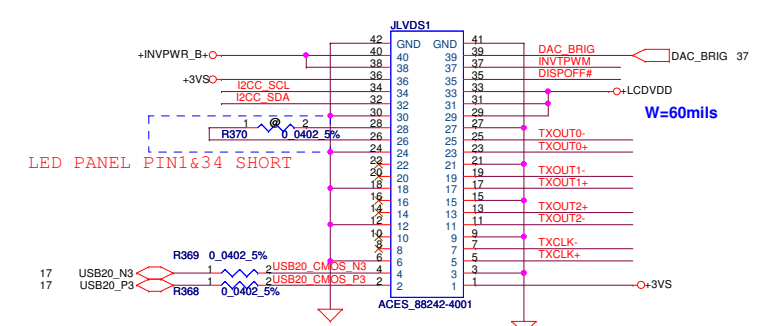 JLVDS1
42 GND GND 41
+INVPWR_B+ 40 40 39 39 DAC_BRIG DAC_BRIG 37
38 38 37 37 INVTPWM
+3VS 36 36 35 35 DISPOFF#
I2CC_SCL 34 34 33 33 +LCDVDD
I2CC_SDA 32 32 31 31
30 30 29 29 W=60mils
1 @ 2 28 28 27 27
R370 0_0402_5% 26 26 25 25 TXOUT0-
24 24 23 23 TXOUT0+
LED PANEL PIN1&34 SHORT 22 22 21 21
20 20 19 19 TXOUT1-
18 18 17 17 TXOUT1+
16 16 15 15
14 14 13 13 TXOUT2+
12 12 11 11 TXOUT2-
10 10 9 9
8 8 7 7 TXCLK-
R369 0_0402_5% 6 6 5 5 TXCLK+
17 USB20_N3 1 2 USB20_CMOS_N3 4 4 3 3
17 USB20_P3 1 2 USB20_CMOS_P3 2 2 1 1 +3VS
R368 0_0402_5%
ACES_88242-4001